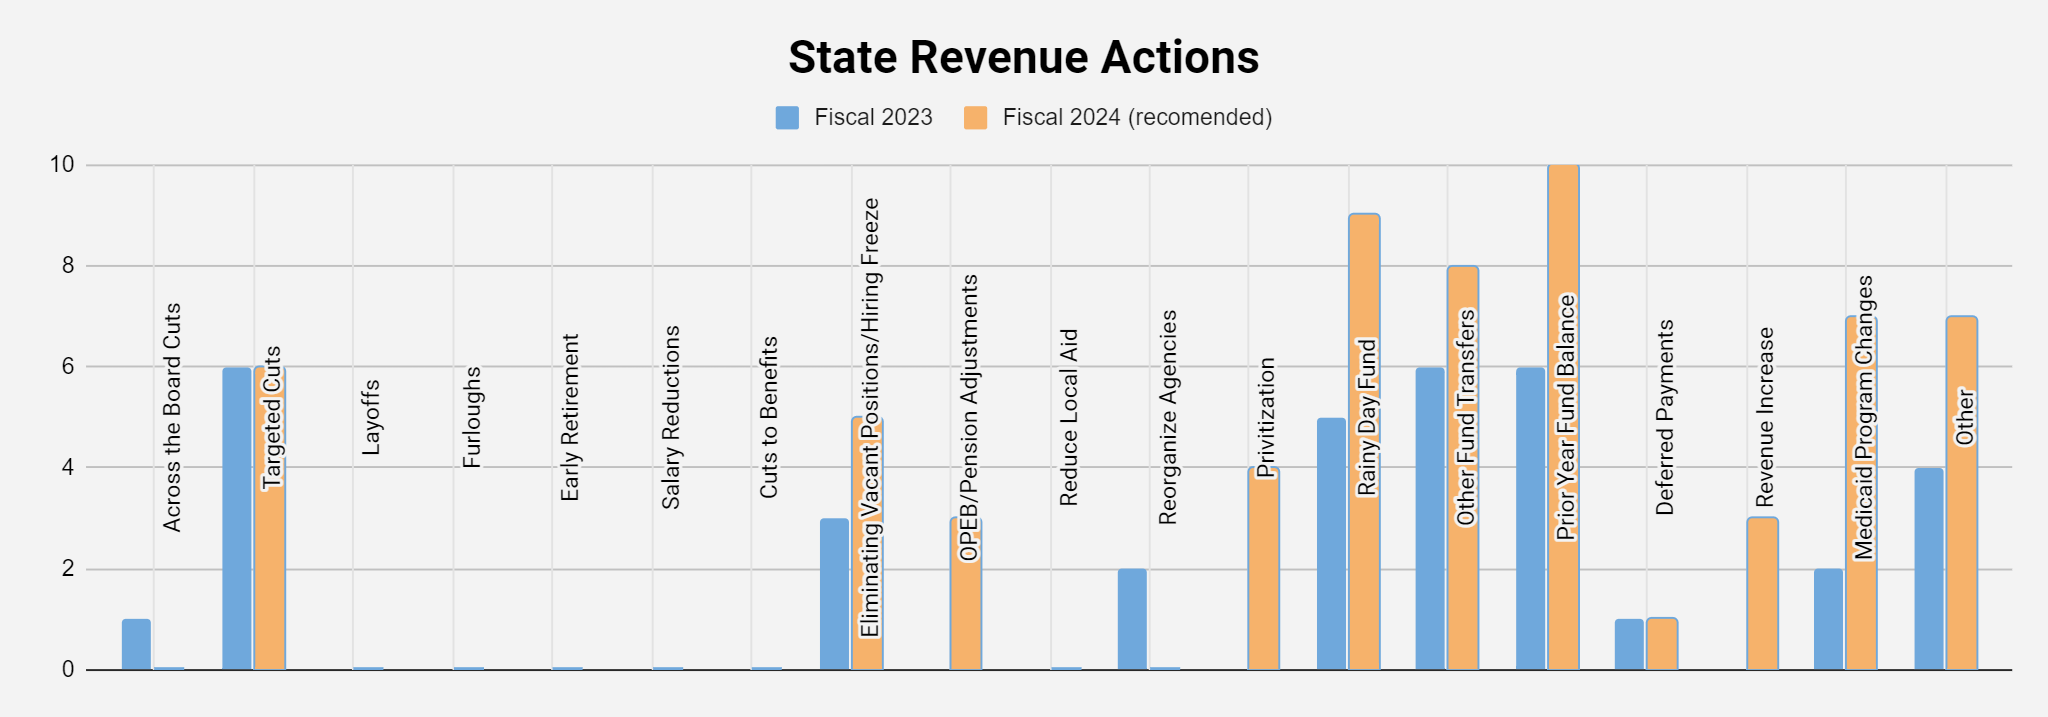 State Revenue Actions
Fiscal 2023
Fiscal 2024 (recomended)
10
8
6
4
2
0
Across the Board Cuts
Targeted Cuts
Layoffs
Furloughs
Early Retirement
Salary Reductions
Cuts to Benefits
Eliminating Vacant Positions/Hiring Freeze
OPEB/Pension Adjustments
Reduce Local Aid
Reorganize Agencies
Privitization
Rainy Day Fund
Other Fund Transfers
Prior Year Fund Balance
Deferred Payments
Revenue Increase
Medicaid Program Changes
Other